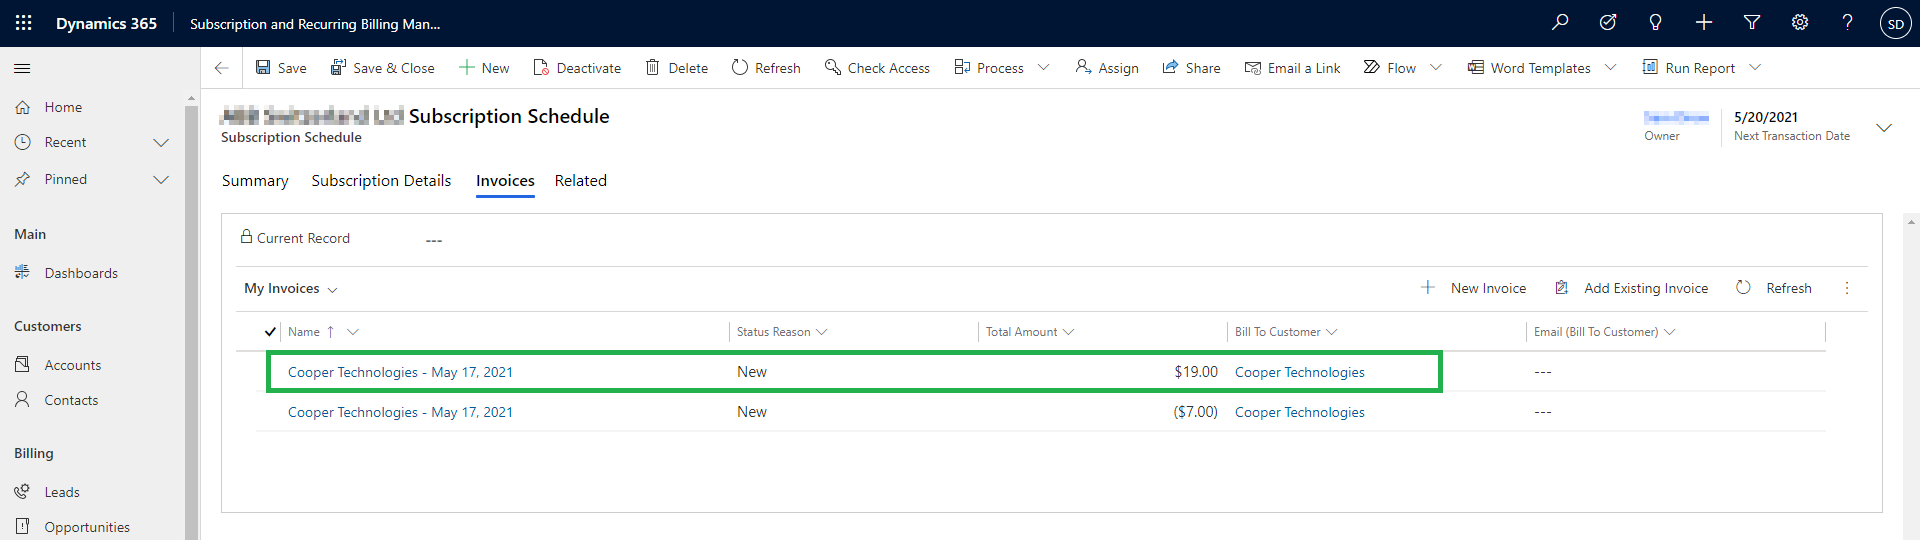 Dynamics 365 Subscription and Recurring Billing Man... SD
Save Save & Close New Deactivate Delete Refresh Check Access Process Assign Share Email a Link Flow Word Templates Run Report
Home
Recent
Pinned
Main
Dashboards
Customers
Accounts
Contacts
Billing
Leads
Opportunities
Subscription Schedule
Subscription Schedule
Owner
5/20/2021
Next Transaction Date
Summary Subscription Details Invoices Related
Current Record ---
My Invoices New Invoice Add Existing Invoice Refresh
Name Status Reason Total Amount Bill To Customer Email (Bill To Customer)
Cooper Technologies - May 17, 2021 New $19.00 Cooper Technologies ---
Cooper Technologies - May 17, 2021 New ($7.00) Cooper Technologies ---